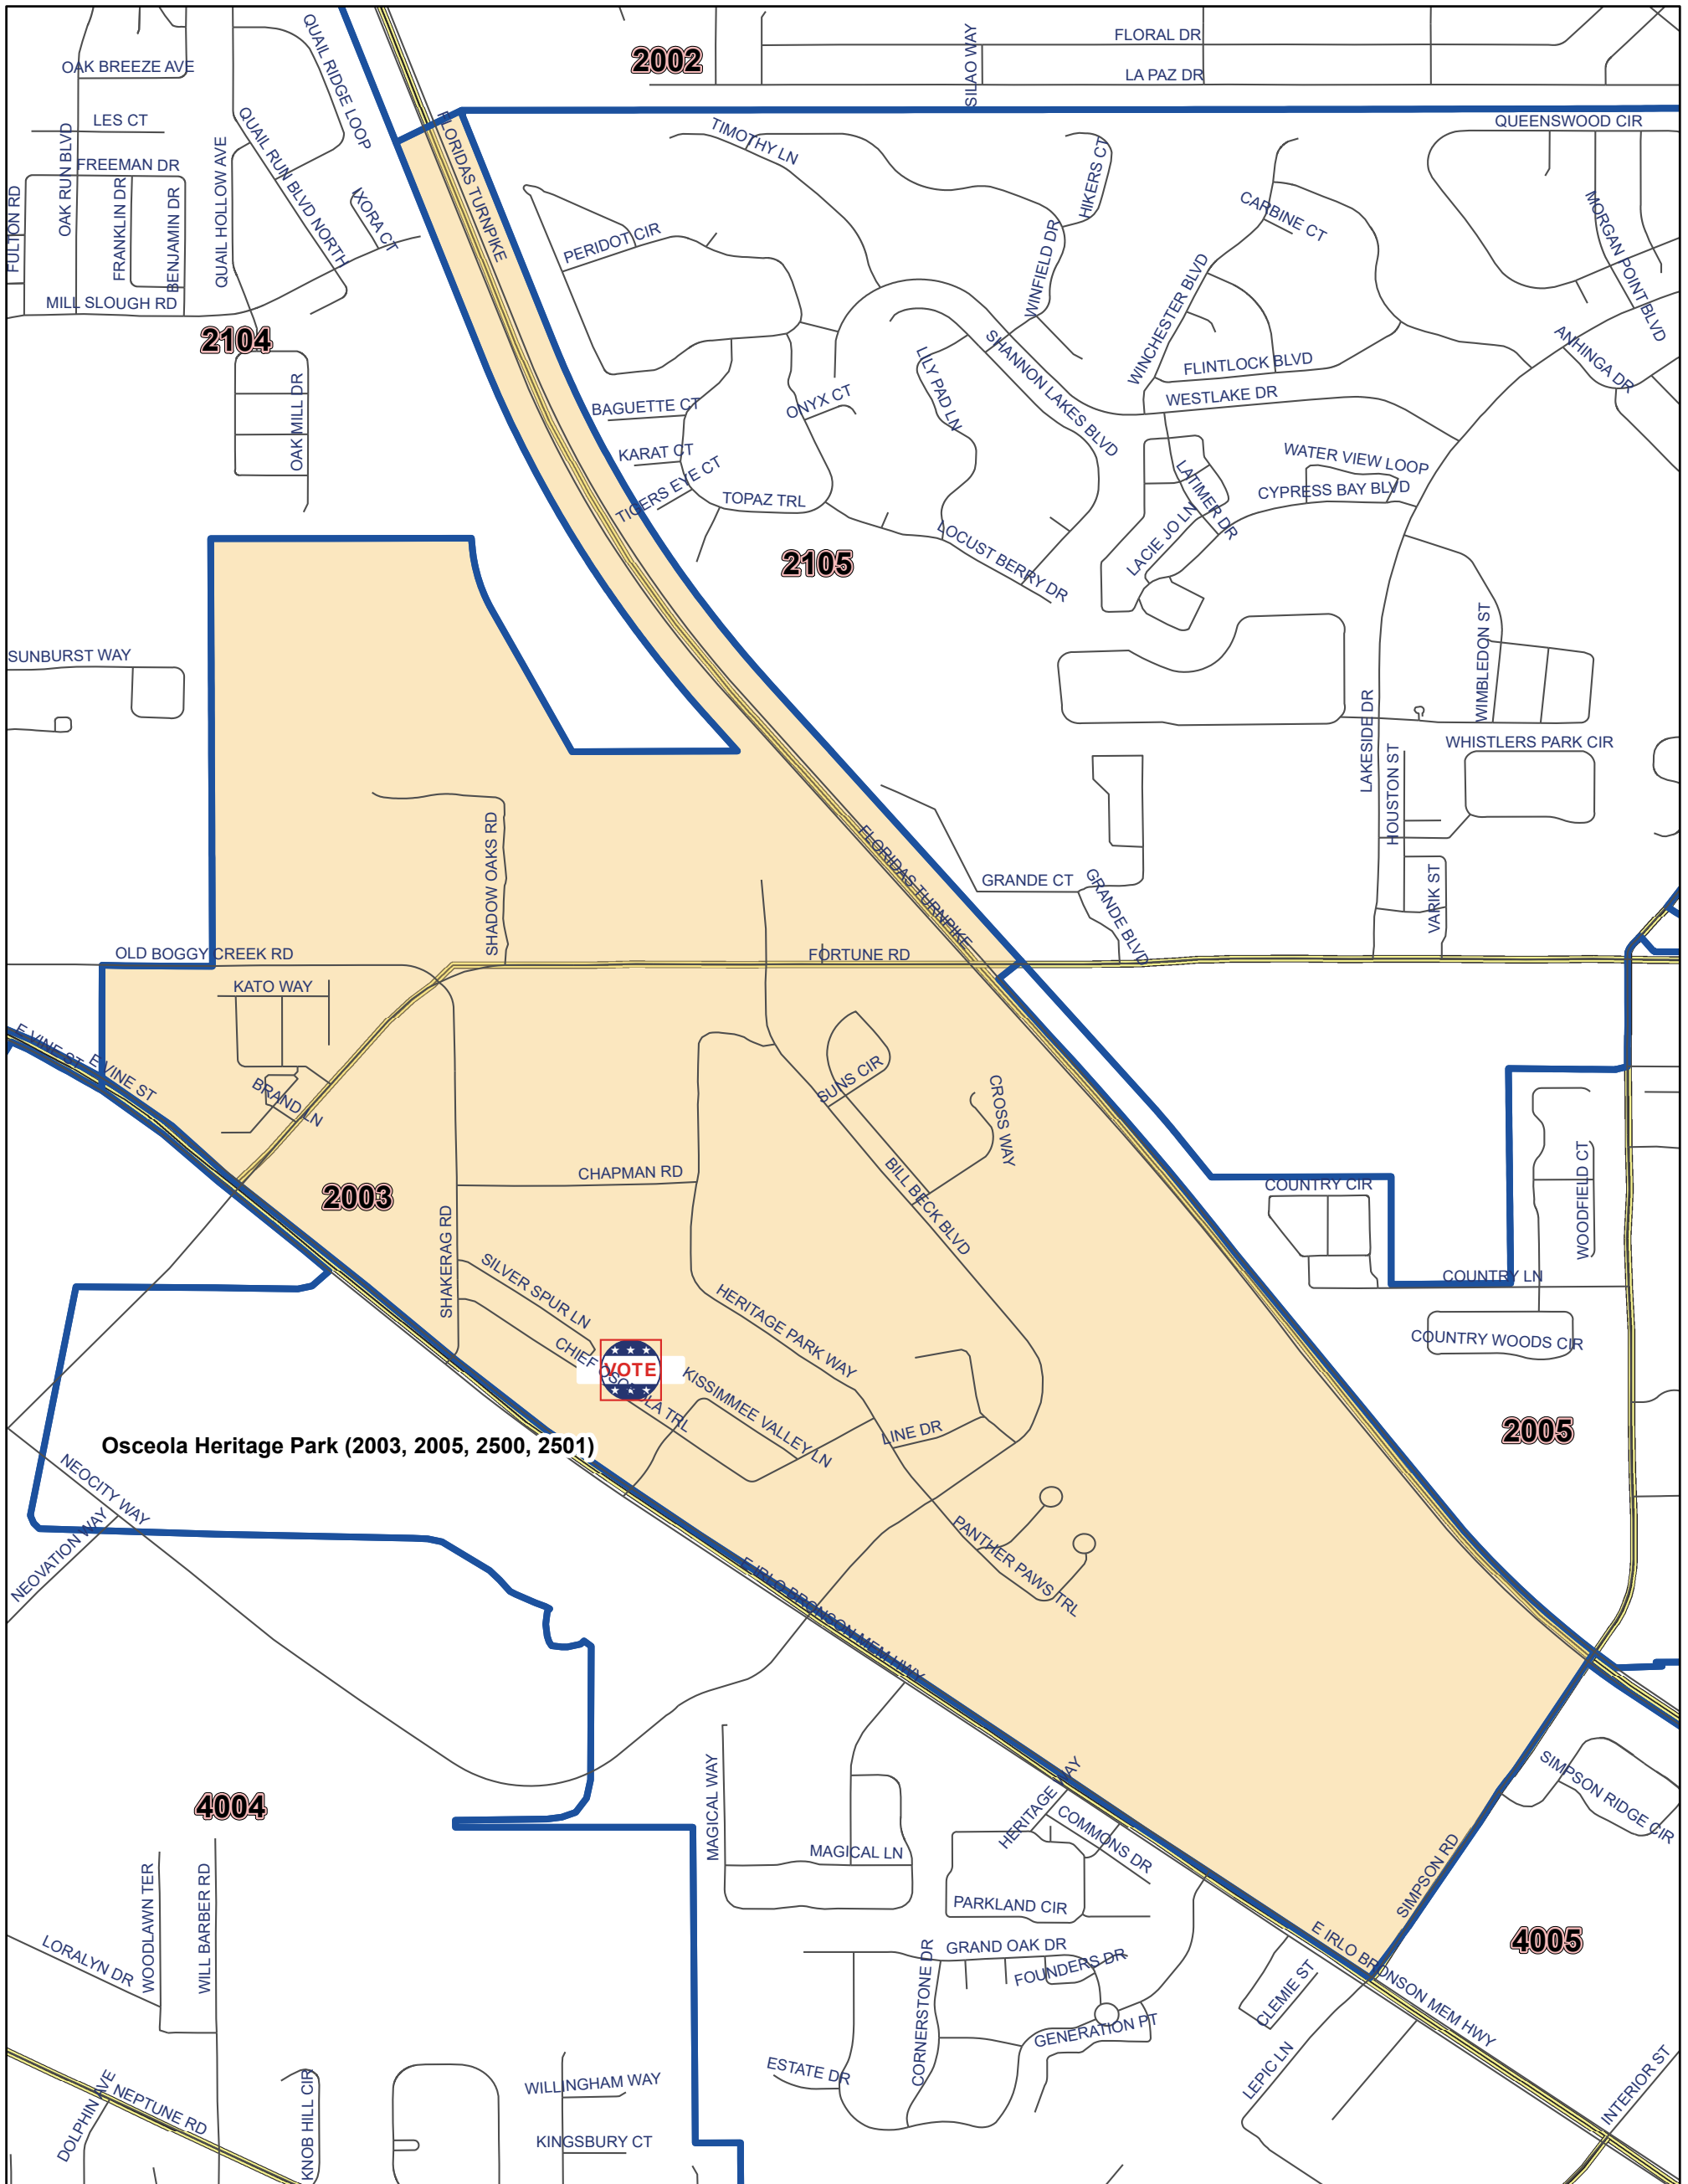 2002
FLORAL DR
SILAO WAY
LA PAZ DR
QUAIL RIDGE LOOP
OAK BREEZE AVE
LES CT
OAK RUN BLVD
FREEMAN DR
FULTON RD
FRANKLIN DR
BENJAMIN DR
QUAIL HOLLOW AVE
QUAIL RUN BLVD NORTH
IXORA CT
MILL SLOUGH RD
2104
OAK MILL DR
FLORIDAS TURNPIKE
TIMOTHY LN
PERIDOT CIR
HIKERS CT
WINFIELD DR
CARBINE CT
QUEENSWOOD CIR
MORGAN POINT BLVD
WINCHESTER BLVD
ANHINGA DR
SHANNON LAKES BLVD
FLINTLOCK BLVD
WESTLAKE DR
LILY PAD LN
ONYX CT
BAGUETTE CT
KARAT CT
TIGERS EYE CT
TOPAZ TRL
WATER VIEW LOOP
CYPRESS BAY BLVD
LATIMER DR
LACIE JO LN
LOCUST BERRY DR
2105
SUNBURST WAY
WIMBLEDON ST
LAKESIDE DR
WHISTLERS PARK CIR
HOUSTON ST
VARIK ST
SHADOW OAKS RD
FLORIDAS TURNPIKE
GRANDE CT
GRANDE BLVD
OLD BOGGY CREEK RD
FORTUNE RD
KATO WAY
E VINE ST
E VINE ST
BRAND LN
SUNS CIR
CROSS WAY
CHAPMAN RD
BILL BECK BLVD
2003
COUNTRY CIR
WOODFIELD CT
SHAKERAG RD
SILVER SPUR LN
COUNTRY LN
HERITAGE PARK WAY
COUNTRY WOODS CIR
CHIEF OSCEOLA TRL
VOTE
KISSIMMEE VALLEY LN
LINE DR
2005
Osceola Heritage Park (2003, 2005, 2500, 2501)
NEOCITY WAY
NEOVATION WAY
PANTHER PAWS TRL
E IRLO BRONSON MEM HWY
4004
MAGICAL WAY
MAGICAL LN
HERITAGE WAY
COMMONS DR
PARKLAND CIR
SIMPSON RIDGE CIR
SIMPSON RD
4005
WOODLAWN TER
WILL BARBER RD
LORALYN DR
GRAND OAK DR
FOUNDERS DR
CORNERSTONE DR
GENERATION PT
ESTATE DR
E IRLO BRONSON MEM HWY
CLEMIE ST
LEPIC LN
INTERIOR ST
NEPTUNE RD
DOLPHIN AVE
KNOB HILL CIR
WILLINGHAM WAY
KINGSBURY CT